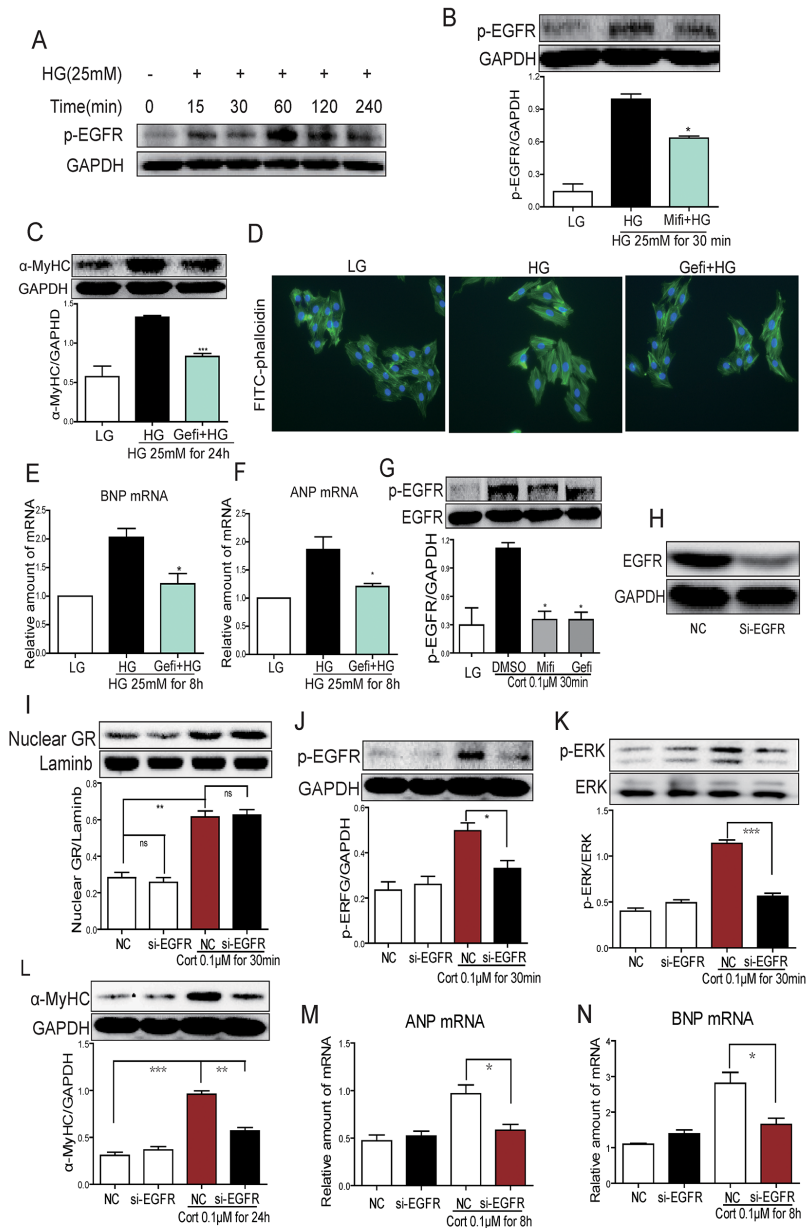 A
HG(25mM) - + + + + +
Time(min) 0 15 30 60 120 240
p-EGFR
GAPDH
B
p-EGFR
GAPDH
p-EGFR/GAPDH
1.2
0.9
0.6
0.3
0.0
*
LG HG Mifi+HG
HG 25mM for 30 min
C
α-MyHC
GAPDH
α-MyHC/GAPHD
1.5
1.0
0.5
0.0
***
LG HG Gefi+HG
HG 25mM for 24h
D
LG HG Gefi+HG
FITC-phalloidin
E
BNP mRNA
Relative amount of mRNA
2.5
2.0
1.5
1.0
0.5
0.0
*
LG HG Gefi+HG
HG 25mM for 8h
F
ANP mRNA
Relative amount of mRNA
2.5
2.0
1.5
1.0
0.5
0.0
*
LG HG Gefi+HG
HG 25mM for 8h
G
p-EGFR
EGFR
p-EGFR/GAPDH
1.2
0.9
0.6
0.3
0.0
* *
LG DMSO Mifi Gefi
Cort 0.1μM 30min
H
EGFR
GAPDH
NC Si-EGFR
I
Nuclear GR
Laminb
Nuclear GR/Laminb
0.8
0.6
0.4
0.2
0.0
ns
**
ns
NC si-EGFR NC si-EGFR
Cort 0.1μM for 30min
J
p-EGFR
GAPDH
p-ERFG/GAPDH
0.6
0.4
0.2
0.0
*
NC si-EGFR NC si-EGFR
Cort 0.1μM for 30min
K
p-ERK
ERK
p-ERK/ERK
1.5
1.0
0.5
0.0
***
NC si-EGFR NC si-EGFR
Cort 0.1μM for 30min
L
α-MyHC
GAPDH
α-MyHC/GAPDH
1.2
0.9
0.6
0.3
0.0
*** **
NC si-EGFR NC si-EGFR
Cort 0.1μM for 24h
M
ANP mRNA
Relative amount of mRNA
1.5
1.0
0.5
0.0
*
NC si-EGFR NC si-EGFR
Cort 0.1μM for 8h
N
BNP mRNA
Ralative amount of mRNA
4
3
2
1
0
*
NC si-EGFR NC si-EGFR
Cort 0.1μM for 8h